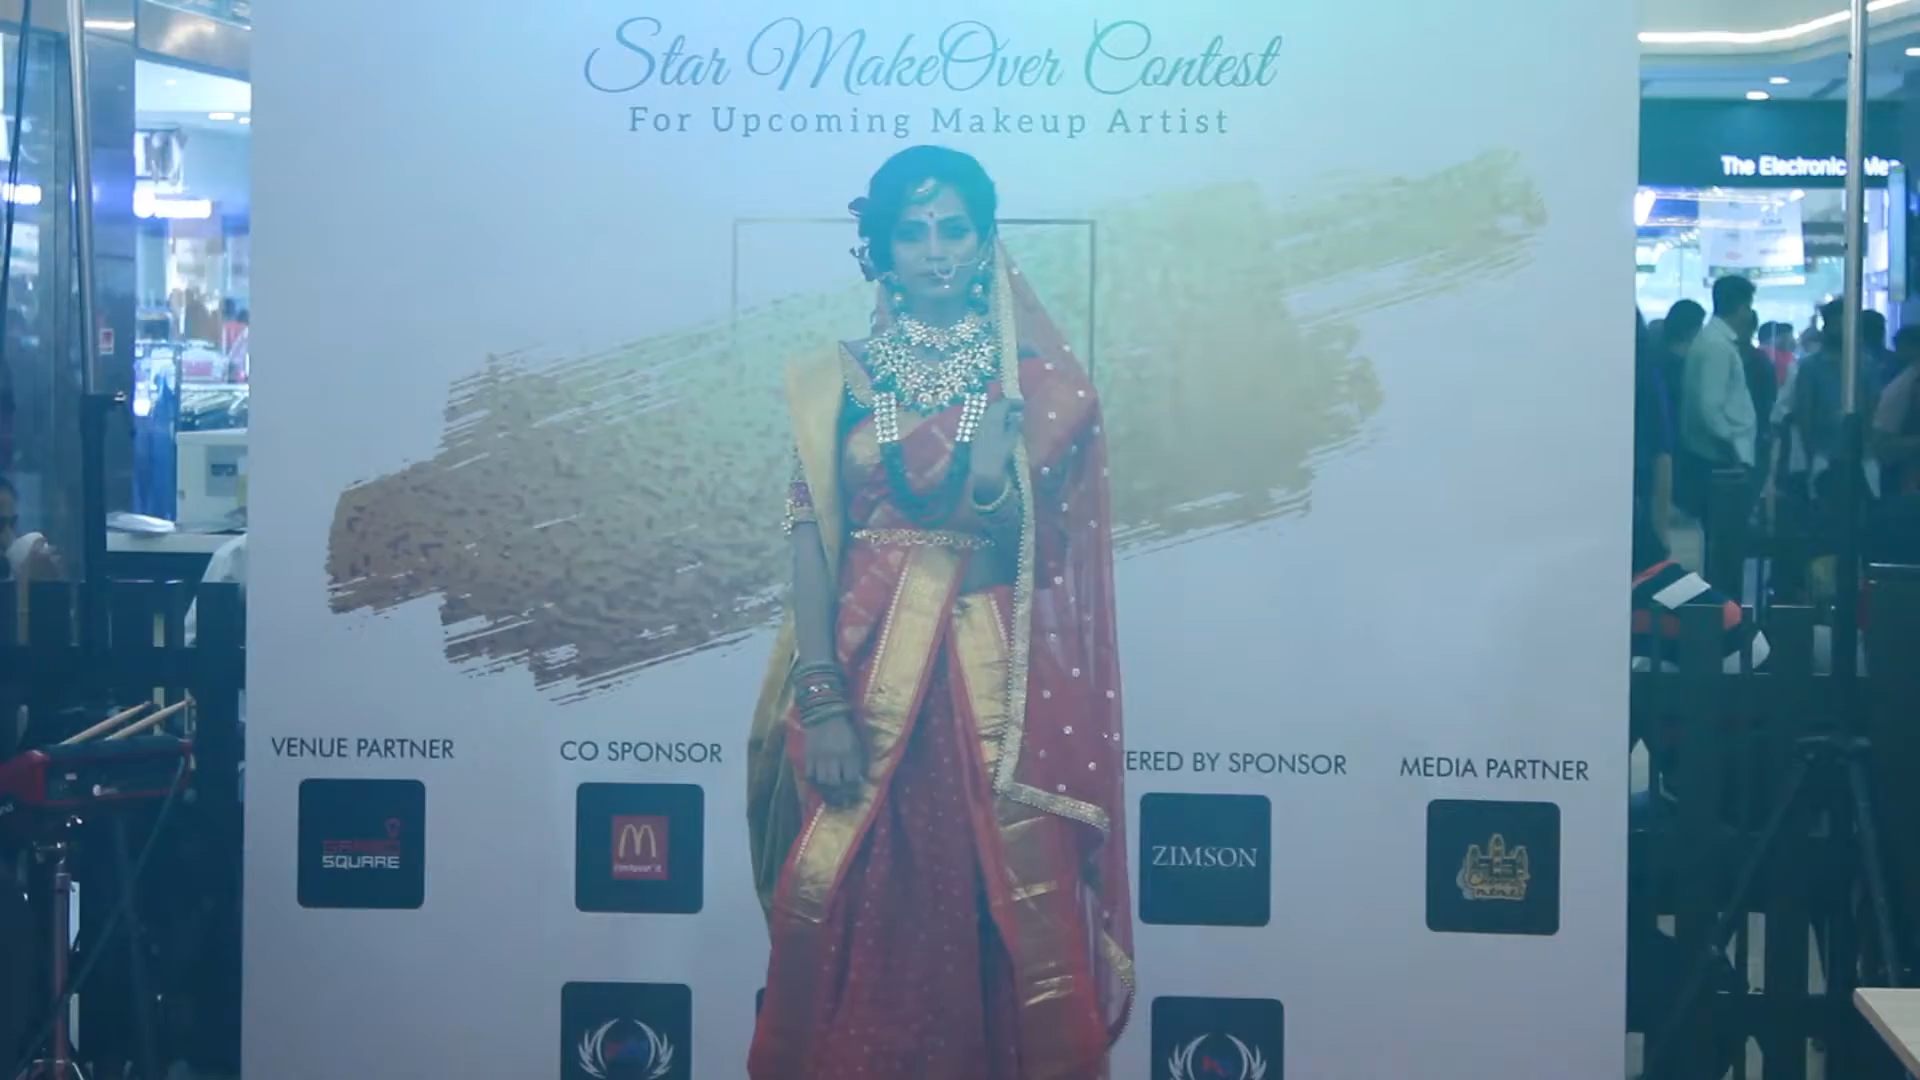 Star MakeOver Contest
For Upcoming Makeup Artist
The Electronic
VENUE PARTNER
CO SPONSOR
ERED BY SPONSOR
MEDIA PARTNER
SQUARE
ZIMSON